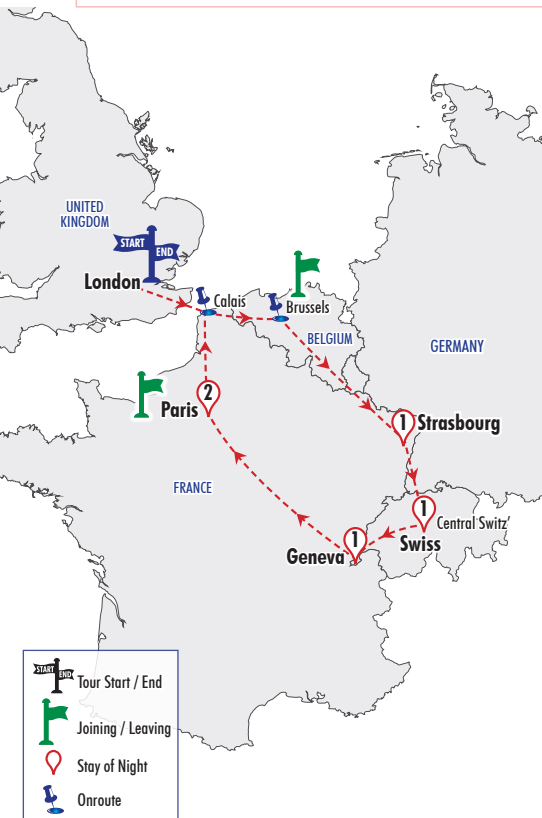 UNITED
KINGDOM
START
END
London
Calais
Brussels
BELGIUM
GERMANY
2
Paris
1
Strasbourg
FRANCE
1
Central Switz'
Swiss
1
Geneva
START
END
Tour Start / End
Joining / Leaving
Stay of Night
Onroute